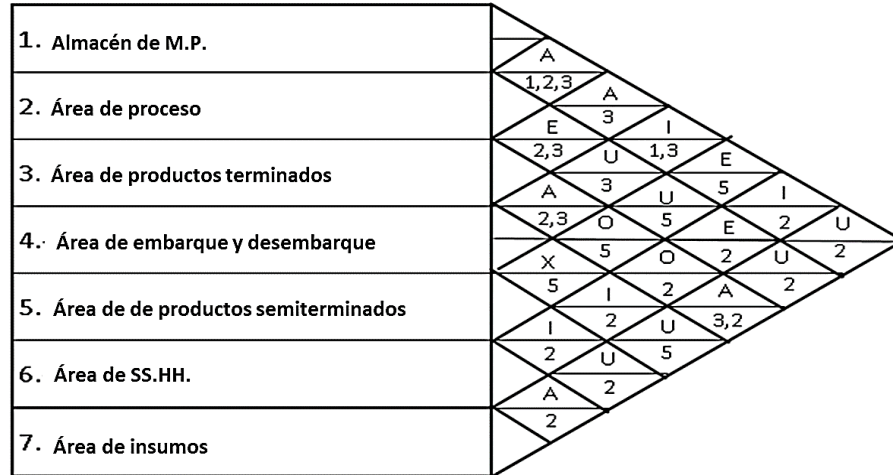 1. Almacén de M.P.
A
1,2,3 A
2. Área de proceso
3
E I
2,3 1,3
U E
3. Área de productos terminados
3 5
A U I
2,3 O 5 E 2 U
4. Área de embarque y desembarque
5 2 2
X O U
5 2 2
I A
5. Área de de productos semiterminados
2 3,2
I U
2 U 5
6. Área de SS.HH.
2
A
2
7. Área de insumos